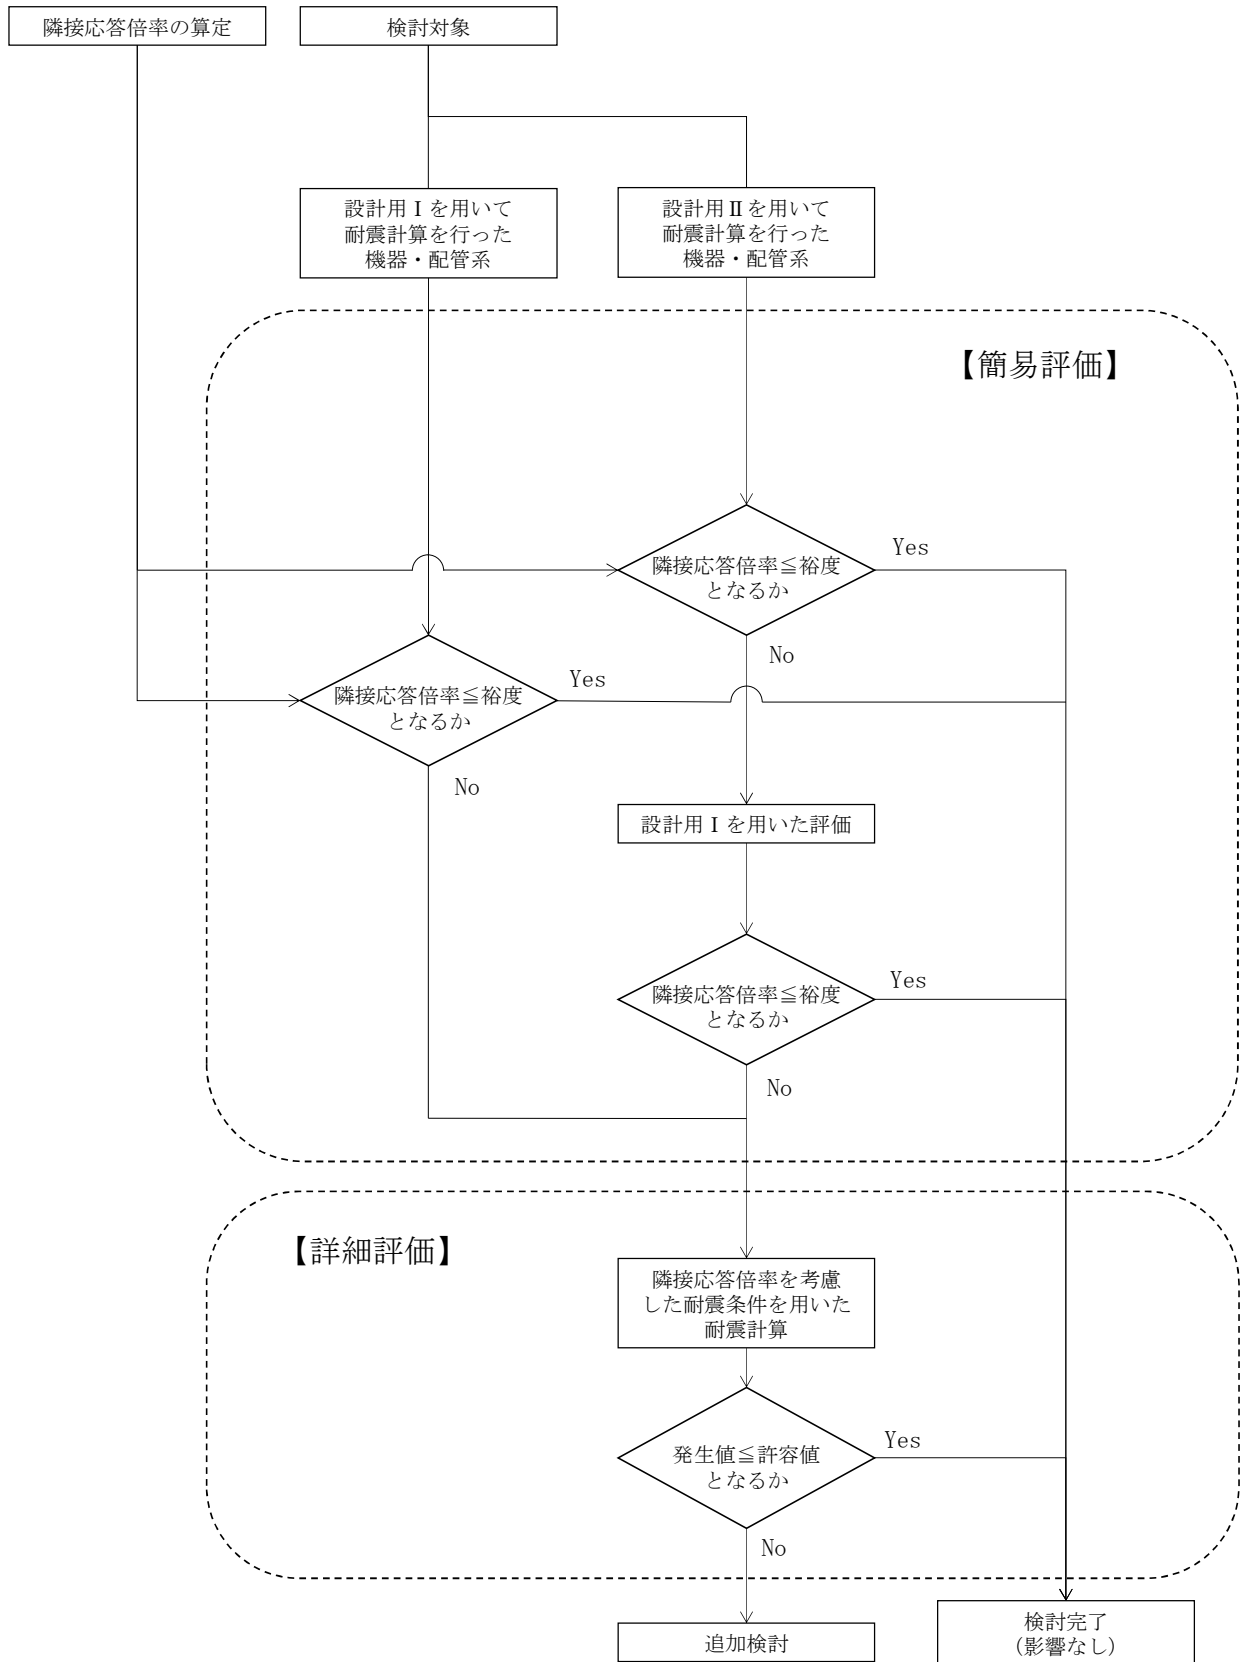 隣接応答倍率の算定
検討対象
設計用Ⅰを用いて
耐震計算を行った
機器・配管系
設計用Ⅱを用いて
耐震計算を行った
機器・配管系
【簡易評価】
隣接応答倍率≦裕度
となるか
Yes
No
隣接応答倍率≦裕度
となるか
Yes
No
設計用Ⅰを用いた評価
隣接応答倍率≦裕度
となるか
Yes
No
【詳細評価】
隣接応答倍率を考慮
した耐震条件を用いた
耐震計算
発生値≦許容値
となるか
Yes
No
追加検討
検討完了
(影響なし)